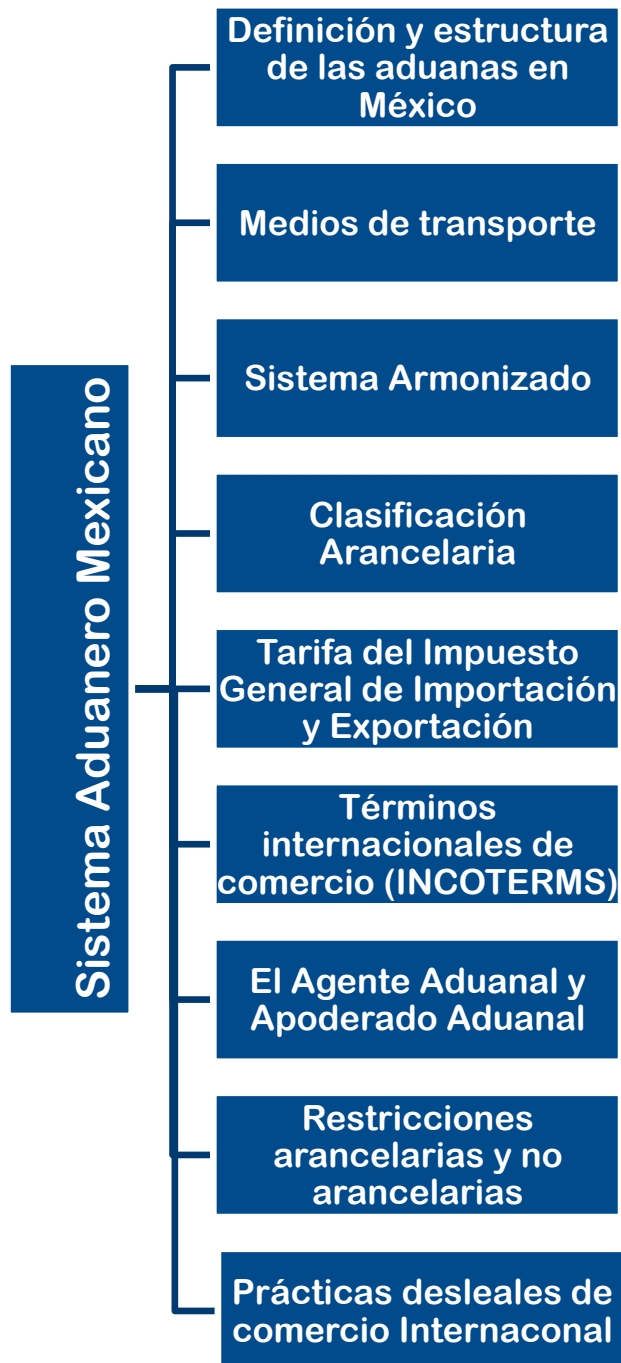 Sistema Aduanero Mexicano
Definición y estructura
de las aduanas en
México
Medios de transporte
Sistema Armonizado
Clasificación
Arancelaria
Tarifa del Impuesto
General de Importación
y Exportación
Términos
internacionales de
comercio (INCOTERMS)
El Agente Aduanal y
Apoderado Aduanal
Restricciones
arancelarias y no
arancelarias
Prácticas desleales de
comercio Internaconal